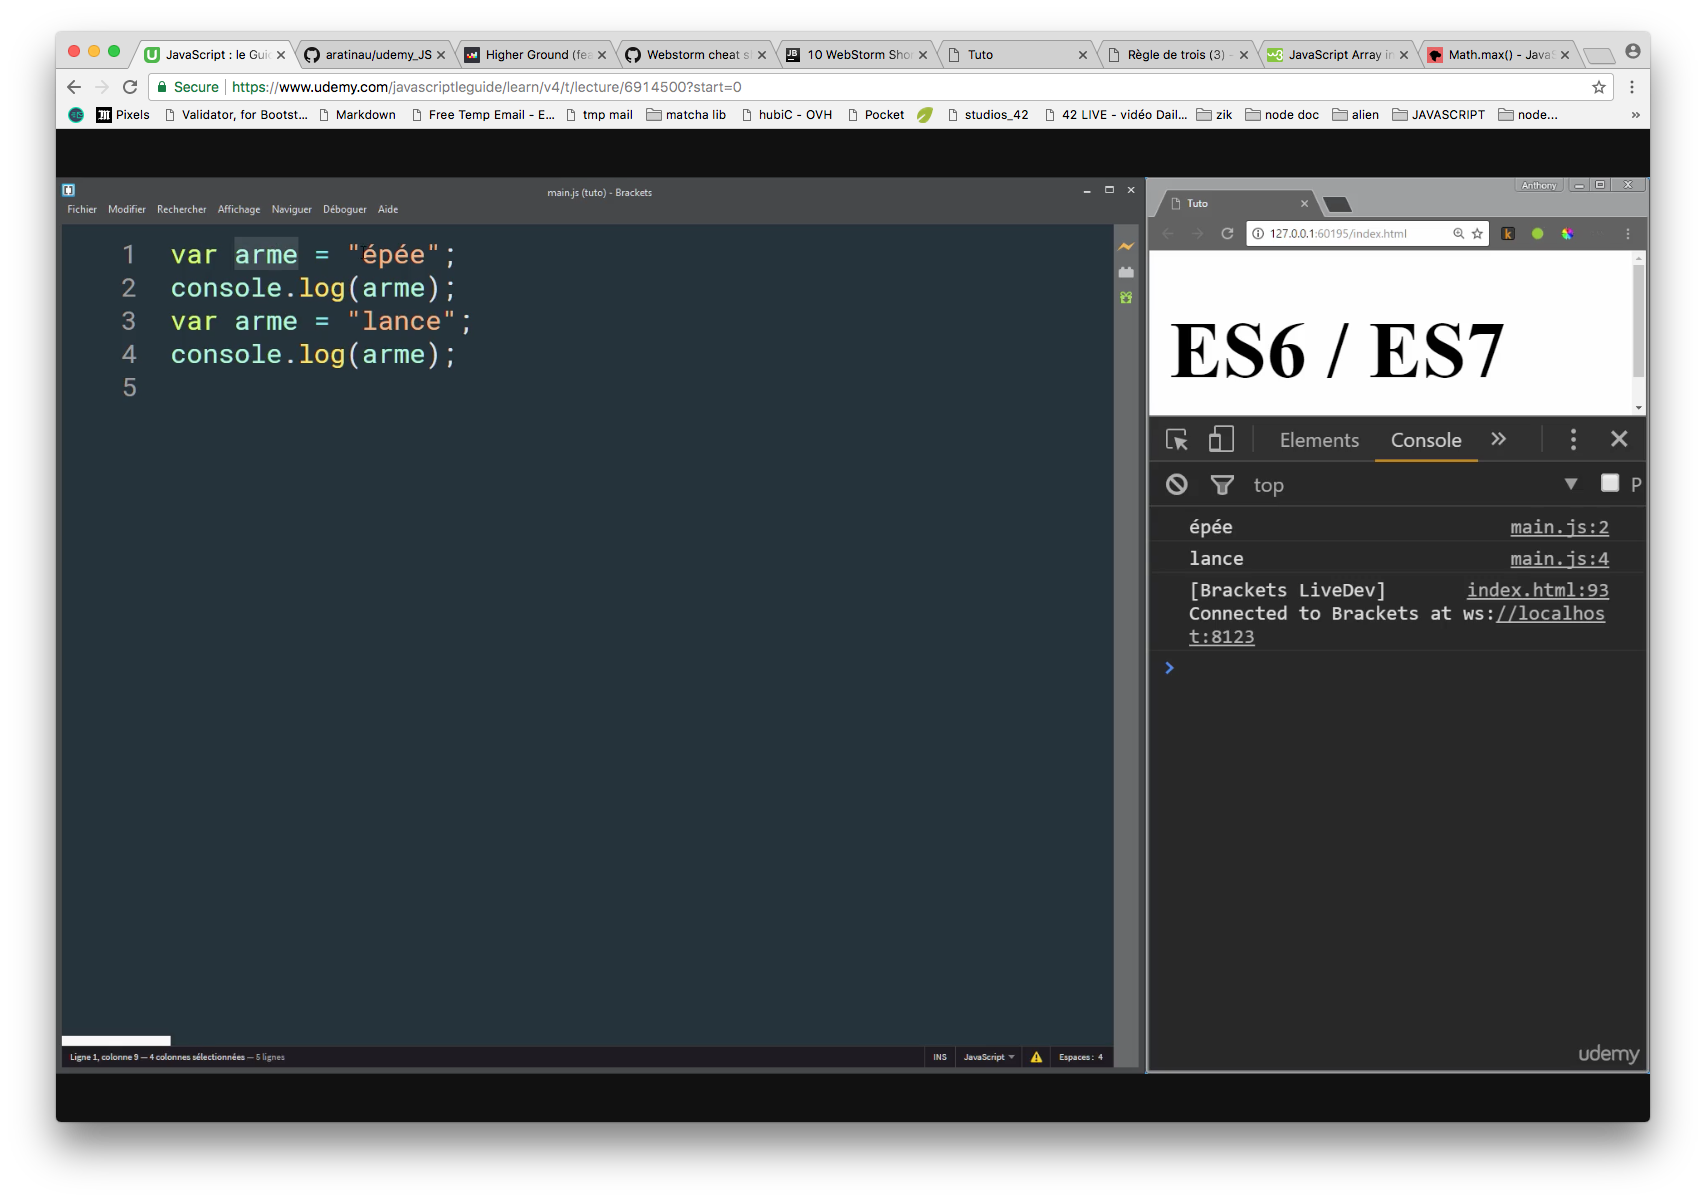 JavaScript : le Gui
aratinau/udemy_JS
Higher Ground (fea
Webstorm cheat s
10 WebStorm Shor
Tuto
Règle de trois (3) -
JavaScript Array in
Math.max() - JavaS
Secure https://www.udemy.com/javascriptleguide/learn/v4/t/lecture/6914500?start=0
Pixels Validator, for Bootst... Markdown Free Temp Email - E... tmp mail matcha lib hubiC - OVH Pocket studios_42 42 LIVE - vidéo Dail... zik node doc alien JAVASCRIPT node... »
main.js (tuto) - Brackets
Fichier Modifier Rechercher Affichage Naviguer Déboguer Aide
1 var arme = "épée";
2 console.log(arme);
3 var arme = "lance";
4 console.log(arme);
5
Ligne 1, colonne 9 — 4 colonnes sélectionnées — 5 lignes
INS JavaScript Espaces : 4
Anthony
Tuto
127.0.0.1:60195/index.html
ES6 / ES7
Elements Console »
top P
épée main.js:2
lance main.js:4
[Brackets LiveDev] index.html:93
Connected to Brackets at ws://localhos
t:8123
udemy